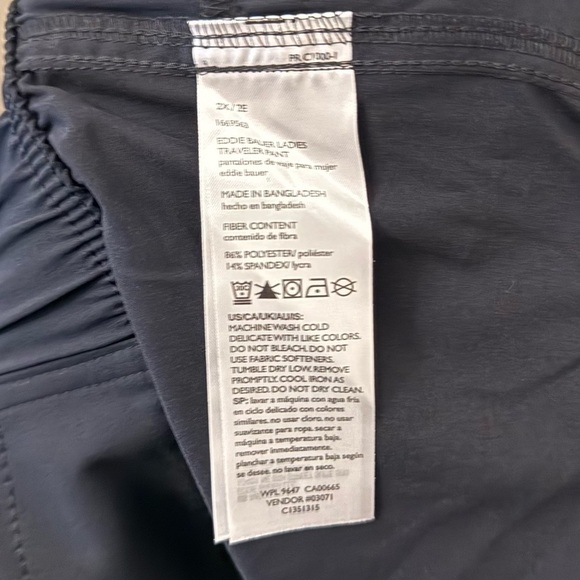 2X / 2E
EDDIE BAUER LADIES
TRAVELER PANT
pantalones de viaje para mujer
eddie bauer
MADE IN BANGLADESH
hecho en bangladesh
FIBER CONTENT
contenido de fibra
86% POLYESTER/ poliéster
14% SPANDEX/ lycra
US/CA/UK/AU/IS:
MACHINE WASH COLD
DELICATE WITH LIKE COLORS.
DO NOT BLEACH. DO NOT
USE FABRIC SOFTENERS.
TUMBLE DRY LOW. REMOVE
PROMPTLY. COOL IRON AS
DESIRED. DO NOT DRY CLEAN.
SP: lavar a máquina con agua fría
en ciclo delicado con colores
similares. no usar cloro. no usar
suavizante para ropa. secar a
máquina a temperatura baja.
remover inmediatamente.
planchar a temperatura baja según
se desee. no lavar en seco.
WPL 9647 CA00665
VENDOR #03071
C1351315